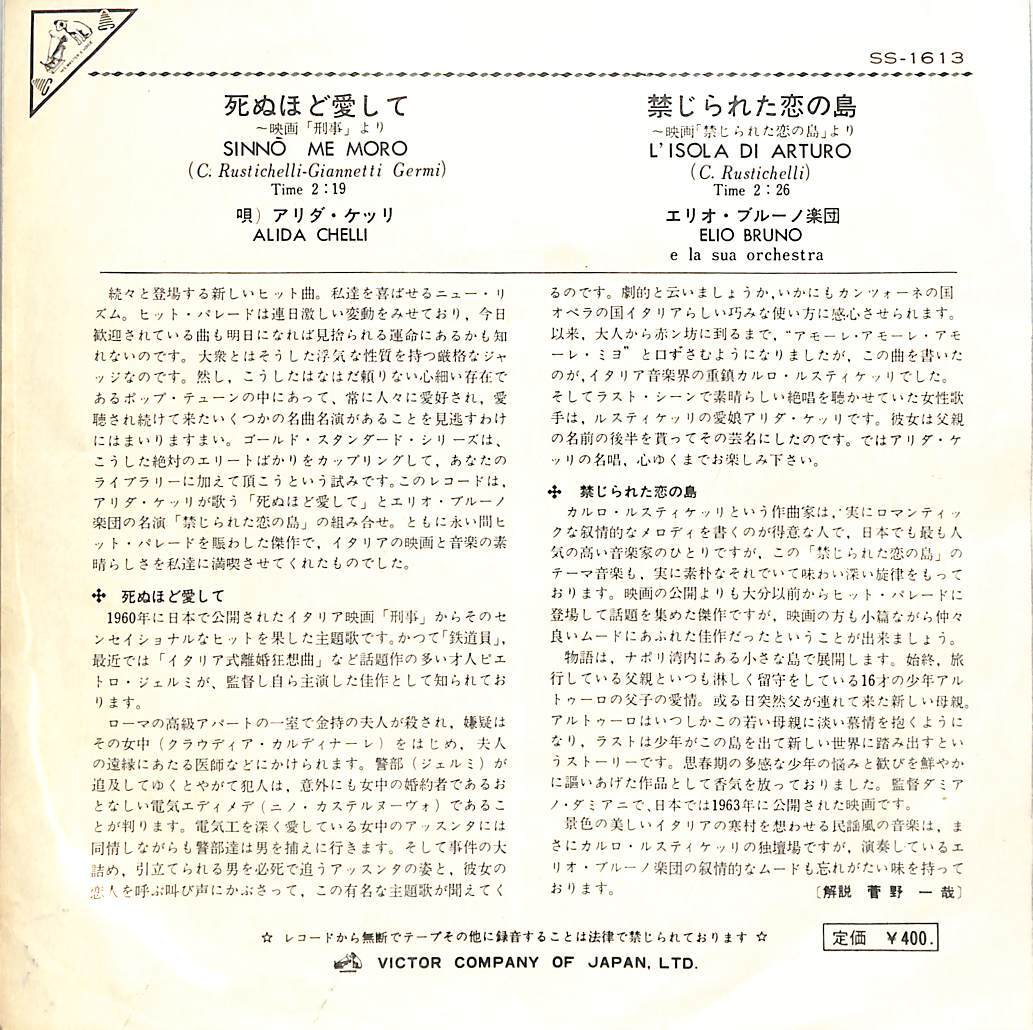 SS-1613
死ぬほど愛して
～映画「刑事」より
SINNÒ ME MORO
(C. Rustichelli-Giannetti Germi)
Time 2：19
唄）アリダ・ケッリ
ALIDA CHELLI
禁じられた恋の島
～映画「禁じられた恋の島」より
L'ISOLA DI ARTURO
(C. Rustichelli)
Time 2：26
エリオ・ブルーノ楽団
ELIO BRUNO
e la sua orchestra
続々と登場する新しいヒット曲。私達を喜ばせるニュー・リ
ズム。ヒット・パレードは連日激しい変動をみせており，今日
歓迎されている曲も明日になれば見捨られる運命にあるかも知
れないのです。大衆とはそうした浮気な性質を持つ厳格なジャ
ッジなのです。然し，こうしたはなはだ頼りない心細い存在で
あるポップ・テューンの中にあって、常に人々に愛好され，愛
聴され続けて来たいくつかの名曲名演があることを見逃すわけ
にはまいりますまい。ゴールド・スタンダード・シリーズは、
こうした絶対のエリートばかりをカップリングして，あなたの
ライブラリーに加えて頂こうという試みです。このレコードは，
アリダ・ケッリが歌う「死ぬほど愛して」とエリオ・ブルーノ
楽団の名演「禁じられた恋の島」の組み合せ。ともに永い間ヒ
ット・パレードを賑わした傑作で，イタリアの映画と音楽の素
晴らしさを私達に満喫させてくれたものでした。
✤ 死ぬほど愛して
1960年に日本で公開されたイタリア映画「刑事」からそのセ
ンセイショナルなヒットを果した主題歌です。かつて「鉄道員」，
最近では「イタリア式離婚狂想曲」など話題作の多い才人ピエ
トロ・ジェルミが、監督し自ら主演した佳作として知られてお
ります。
ローマの高級アパートの一室で金持の夫人が殺され，嫌疑は
その女中（クラウディア・カルディナーレ）をはじめ，夫人
の遠縁にあたる医師などにかけられます。警部（ジェルミ）が
追及してゆくとやがて犯人は，意外にも女中の婚約者であるお
となしい電気工ディメデ（ニノ・カステルヌーヴォ）であるこ
とが判ります。電気工を深く愛している女中のアッスンタには
同情しながらも警部達は男を捕えに行きます。そして事件の大
詰め，引立てられる男を必死で追うアッスンタの姿と，彼女の
恋人を呼ぶ叫び声にかぶさって，この有名な主題歌が聞えてく
るのです。劇的と云いましょうか，いかにもカンツォーネの国
オペラの国イタリアらしい巧みな使い方に感心させられます。
以来，大人から赤ン坊に到るまで，“アモーレ・アモーレ・アモ
ーレ・ミヨ”と口ずさむようになりましたが，この曲を書いた
のが，イタリア音楽界の重鎮カルロ・ルスティケッリでした。
そしてラスト・シーンで素晴らしい絶唱を聴かせていた女性歌
手は，ルスティケッリの愛娘アリダ・ケッリです。彼女は父親
の名前の後半を貰ってその芸名にしたのです。ではアリダ・ケ
ッリの名唱，心ゆくまでお楽しみ下さい。
✤ 禁じられた恋の島
カルロ・ルスティケッリという作曲家は，実にロマンティッ
クな叙情的なメロディを書くのが得意な人で，日本でも最も人
気の高い音楽家のひとりですが，この「禁じられた恋の島」の
テーマ音楽も，実に素朴なそれでいて味わい深い旋律をもって
おります。映画の公開よりも大分以前からヒット・パレードに
登場して話題を集めた傑作ですが，映画の方も小篇ながら仲々
良いムードにあふれた佳作だったということが出来ましょう。
物語は，ナポリ湾内にある小さな島で展開します。始終，旅
行している父親といつも淋しく留守をしている16才の少年アル
トゥーロの父子の愛情。或る日突然父が連れて来た新しい母親。
アルトゥーロはいつしかこの若い母親に淡い慕情を抱くように
なり，ラストは少年がこの島を出て新しい世界に踏み出すとい
うストーリーです。思春期の多感な少年の悩みと歓びを鮮やか
に謳いあげた作品として香気を放っておりました。監督ダミア
ノ・ダミアニで、日本では1963年に公開された映画です。
景色の美しいイタリアの寒村を想わせる民謡風の音楽は，ま
さにカルロ・ルスティケッリの独壇場ですが，演奏しているエ
リオ・ブルーノ楽団の叙情的なムードも忘れがたい味を持って
おります。
〔解説 菅野一哉〕
☆ レコードから無断でテープその他に録音することは法律で禁じられております ☆
定価 ￥400.
VICTOR COMPANY OF JAPAN, LTD.